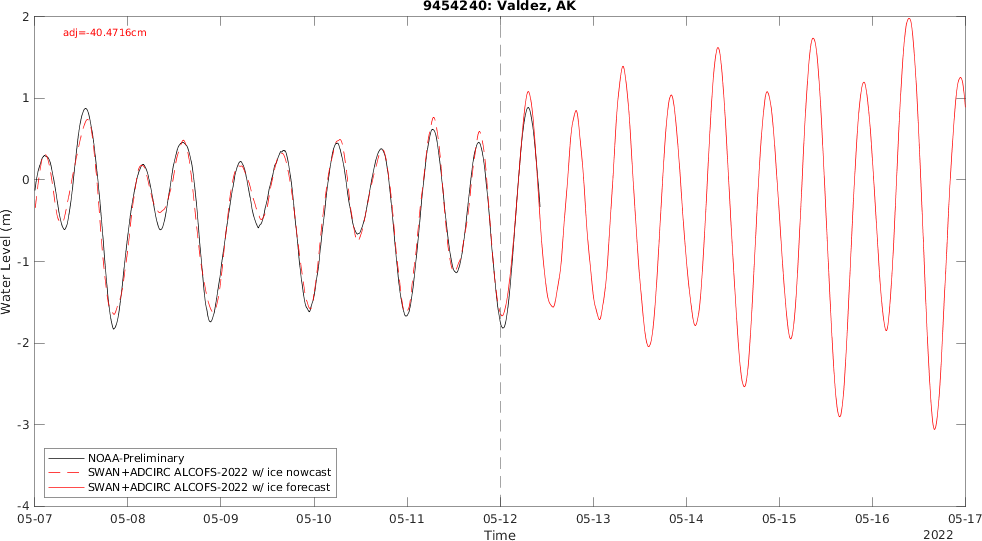 9454240: Valdez, AK
adj=-40.4716cm
2
1
0
-1
-2
-3
-4
Water Level (m)
NOAA-Preliminary
SWAN+ADCIRC ALCOFS-2022 w/ ice nowcast
SWAN+ADCIRC ALCOFS-2022 w/ ice forecast
05-07 05-08 05-09 05-10 05-11 05-12 05-13 05-14 05-15 05-16 05-17
Time
2022